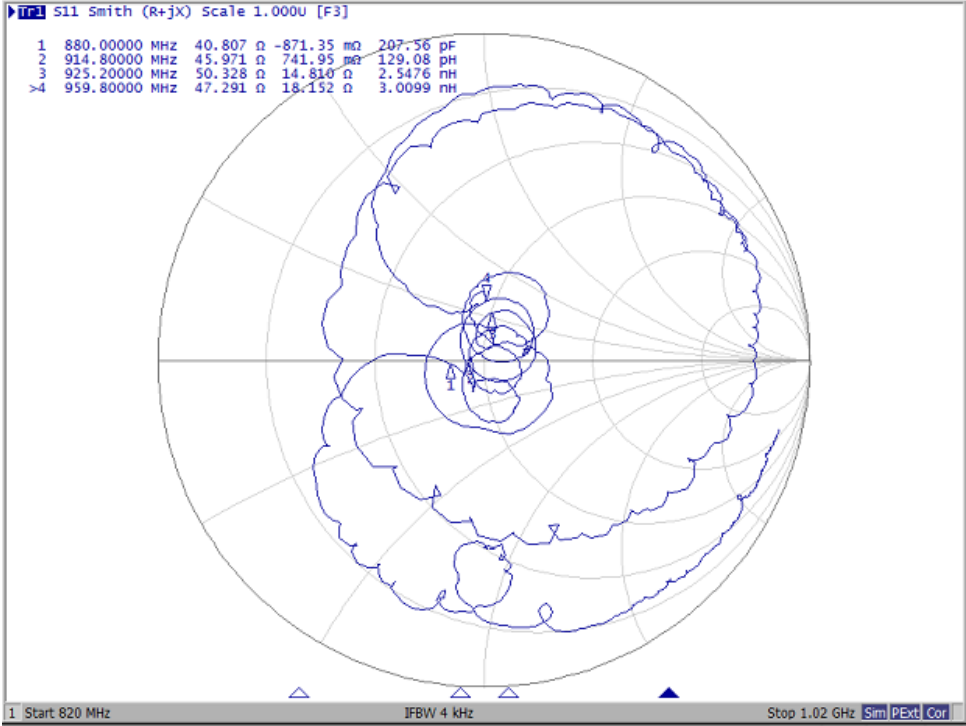 Tr1 S11 Smith (R+jX) Scale 1.000U [F3]
1 880.00000 MHz 40.807 Ω -871.35 mΩ 207.56 pF
2 914.80000 MHz 45.971 Ω 741.95 mΩ 129.08 pH
3 925.20000 MHz 50.328 Ω 14.810 Ω 2.5476 nH
>4 959.80000 MHz 47.291 Ω 18.152 Ω 3.0099 nH
4
1
1 Start 820 MHz IFBW 4 kHz Stop 1.02 GHz Sim PExt Cor